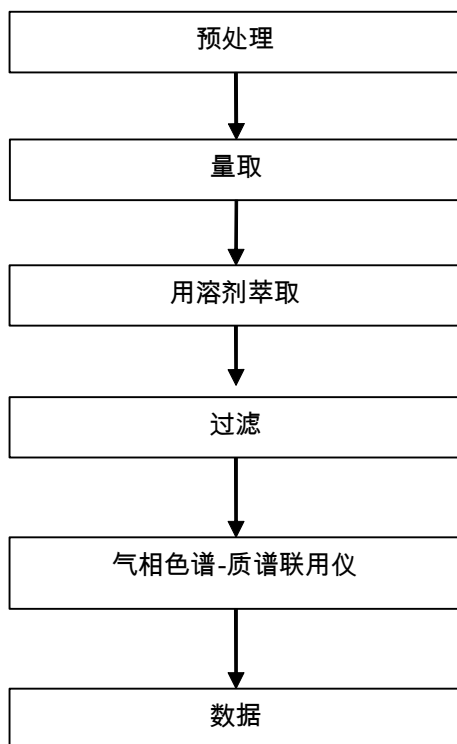 预处理
量取
用溶剂萃取
过滤
气相色谱-质谱联用仪
数据